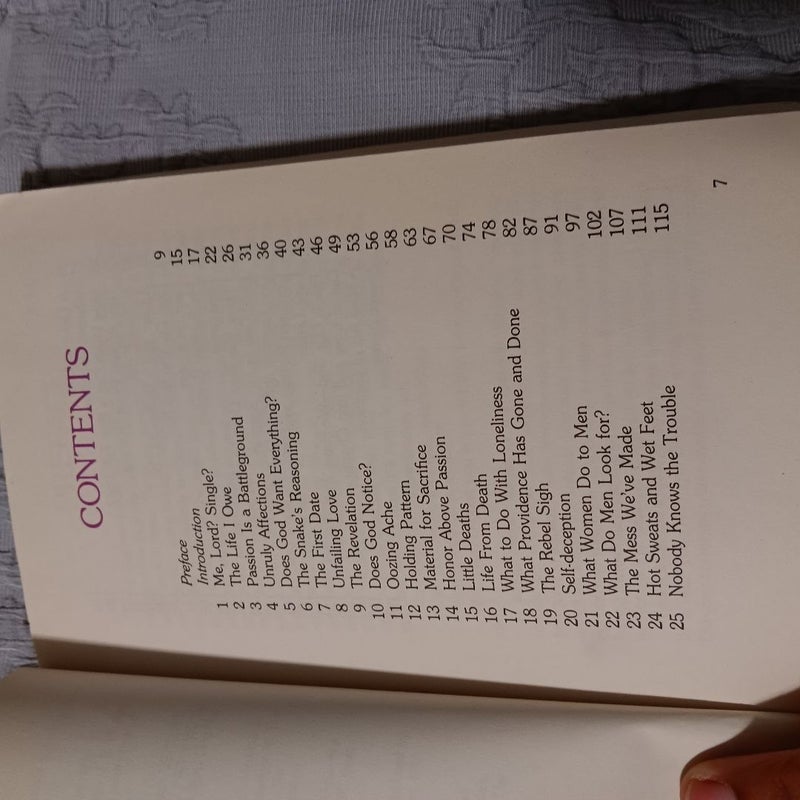 CONTENTS
Preface 9
Introduction 15
1 Me, Lord? Single? 17
2 The Life I Owe 22
3 Passion Is a Battleground 26
4 Unruly Affections 31
5 Does God Want Everything? 36
6 The Snake's Reasoning 40
7 The First Date 43
8 Unfailing Love 46
9 The Revelation 49
10 Does God Notice? 53
11 Oozing Ache 56
12 Holding Pattern 58
13 Material for Sacrifice 63
14 Honor Above Passion 67
15 Little Deaths 70
16 Life From Death 74
17 What to Do With Loneliness 78
18 What Providence Has Gone and Done 82
19 The Rebel Sigh 87
20 Self-deception 91
21 What Women Do to Men 97
22 What Do Men Look for? 102
23 The Mess We've Made 107
24 Hot Sweats and Wet Feet 111
25 Nobody Knows the Trouble 115
7